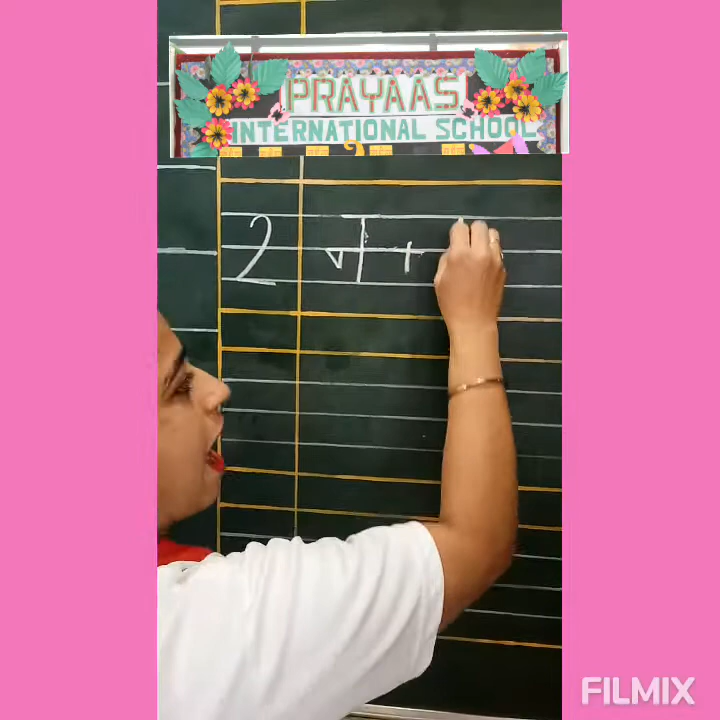 PRAYAAS
INTERNATIONAL SCHOOL
2 न +
FILMIX